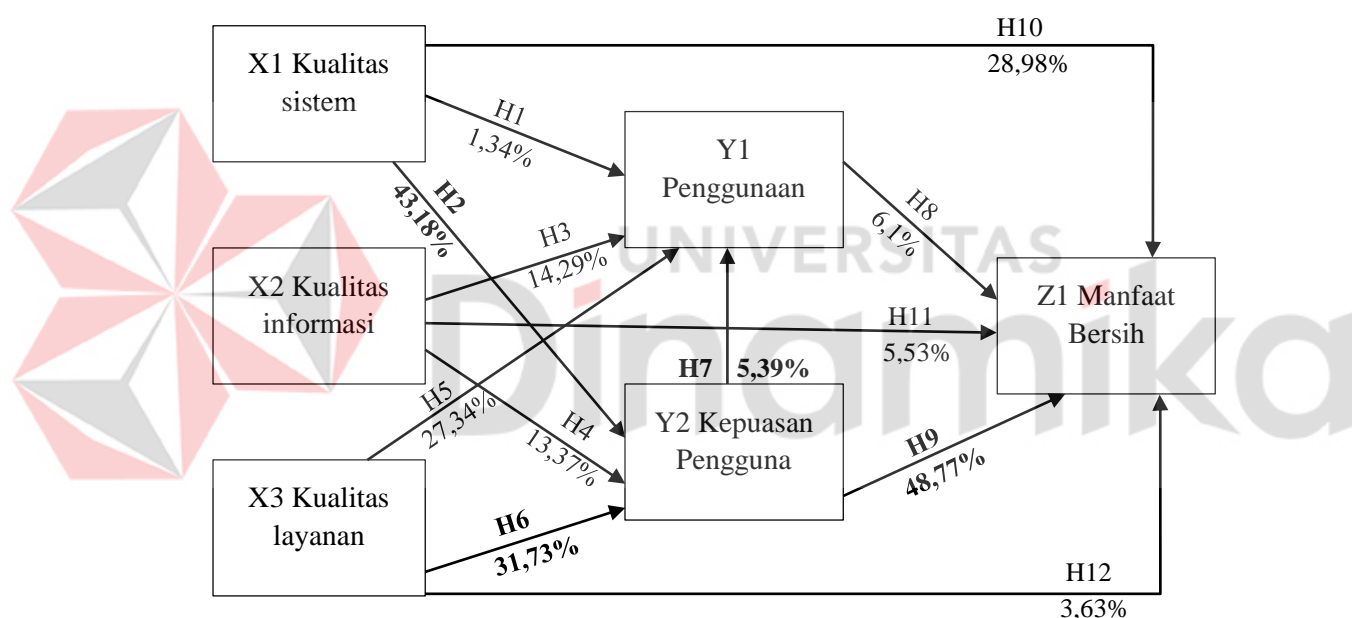 H10
28,98%
X1 Kualitas
sistem
H1
1,34%
Y1
Penggunaan
H2
43,18%
H8
6,1%
H3
14,29%
UNIVERSITAS
Dinamika
X2 Kualitas
informasi
Z1 Manfaat
Bersih
H11
5,53%
H7 5,39%
H5
27,34%
H4
13,37%
Y2 Kepuasan
Pengguna
H9
48,77%
X3 Kualitas
layanan
H6
31,73%
H12
3,63%